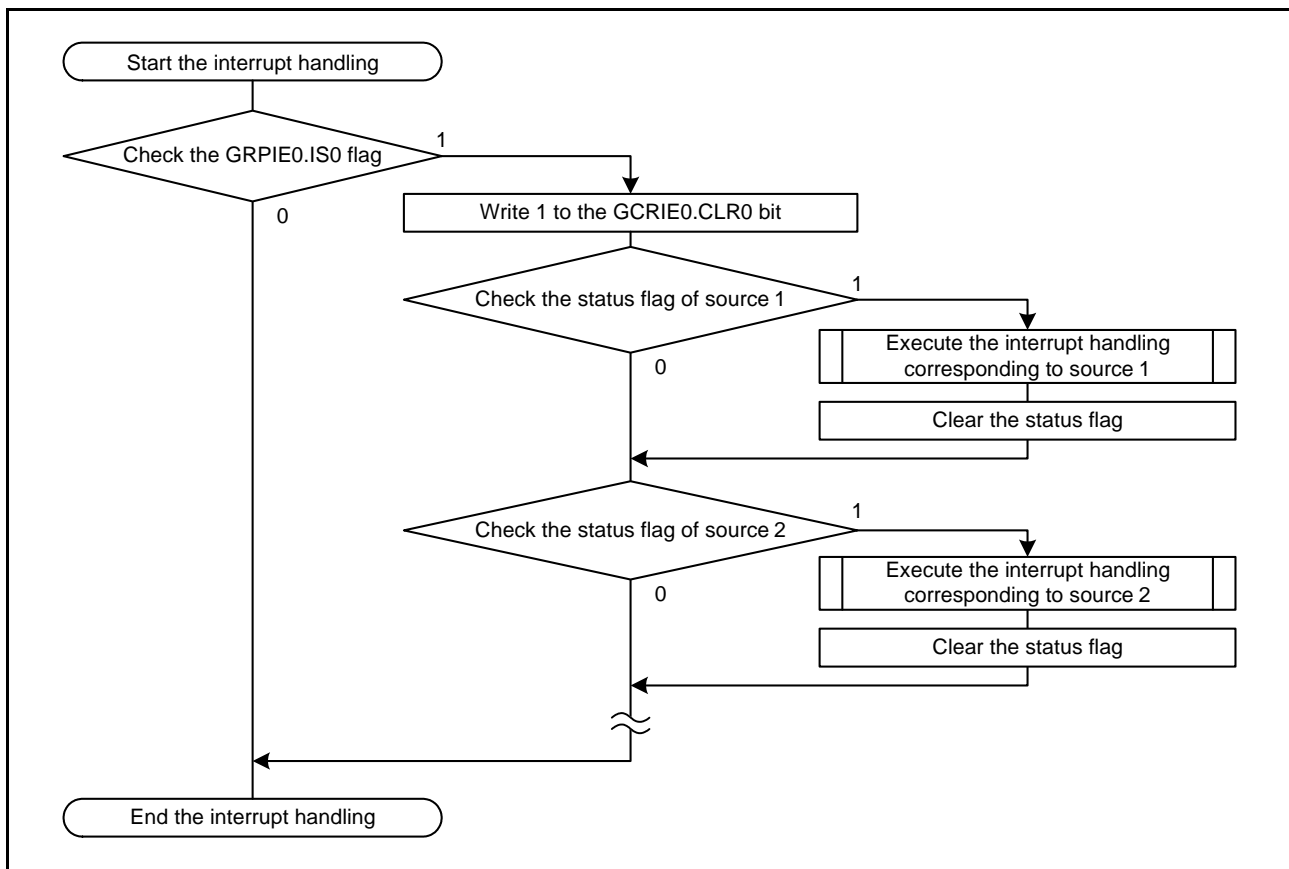 Start the interrupt handling
Check the GRPIE0.IS0 flag
1
0
Write 1 to the GCRIE0.CLR0 bit
Check the status flag of source 1
1
0
Execute the interrupt handling
corresponding to source 1
Clear the status flag
Check the status flag of source 2
1
0
Execute the interrupt handling
corresponding to source 2
Clear the status flag
End the interrupt handling